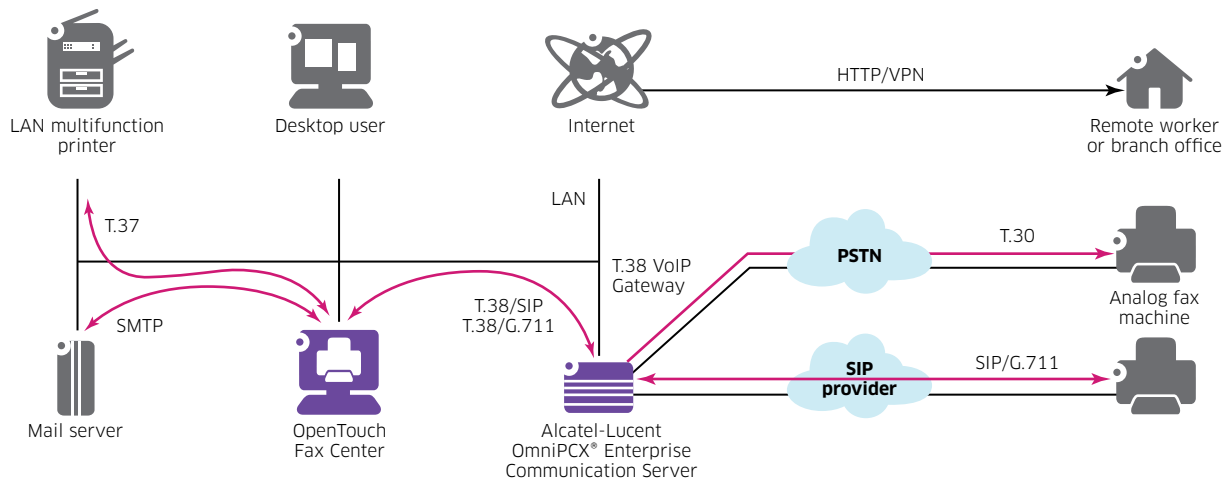 HTTP/VPN
LAN multifunction
printer
Desktop user
Internet
Remote worker
or branch office
LAN
T.37
PSTN
T.30
T.38 VoIP
Gateway
Analog fax
machine
SMTP
T.38/SIP
T.38/G.711
SIP
provider
SIP/G.711
Mail server
OpenTouch
Fax Center
Alcatel-Lucent
OmniPCX® Enterprise
Communication Server